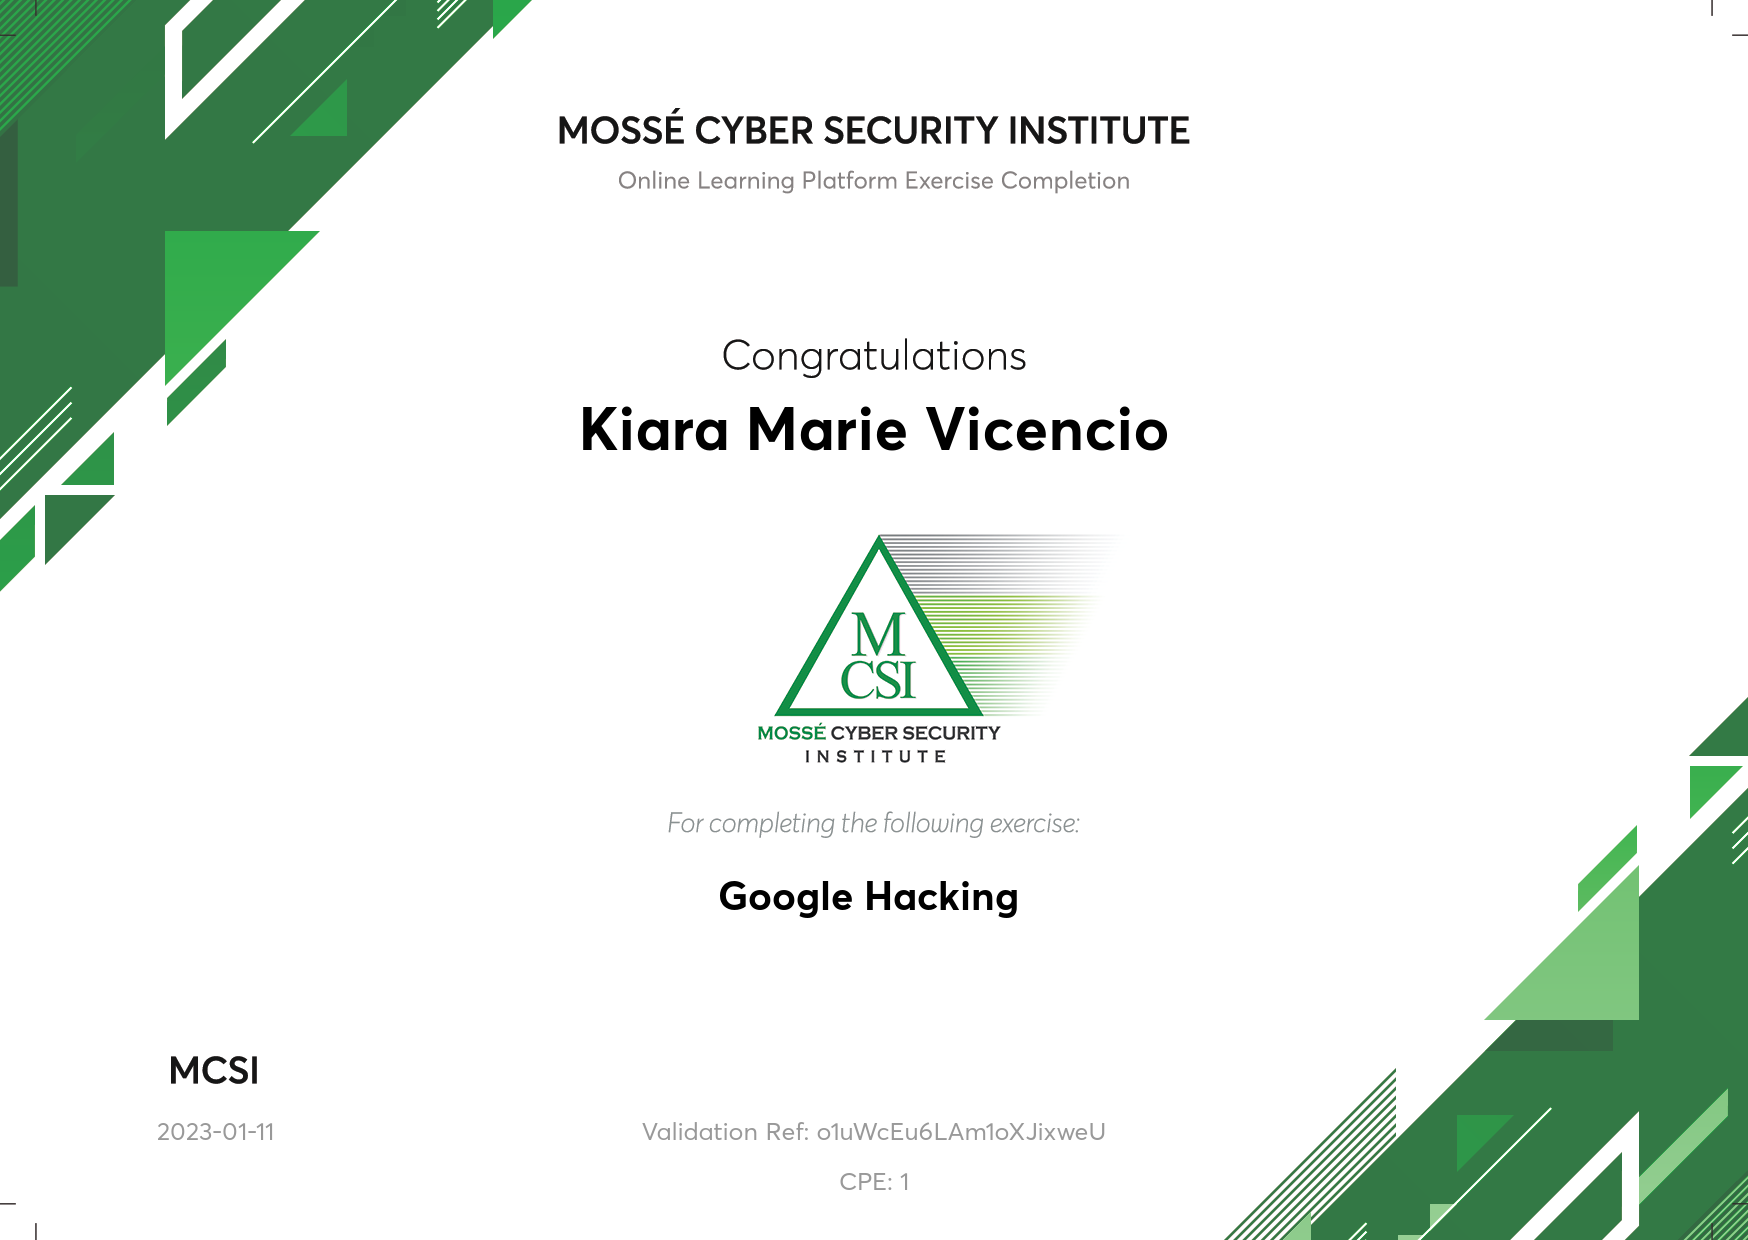 MOSSÉ CYBER SECURITY INSTITUTE
Online Learning Platform Exercise Completion
Congratulations
Kiara Marie Vicencio
M
CSI
MOSSÉ CYBER SECURITY
INSTITUTE
For completing the following exercise:
Google Hacking
MCSI
2023-01-11
Validation Ref: o1uWcEu6LAm1oXJixweU
CPE: 1